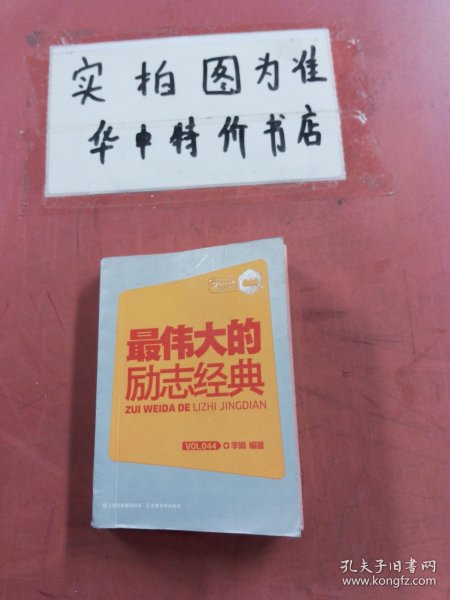 实拍图为准
华中特价书店
最伟大的
励志经典
ZUI WEIDA DE LIZHI JINGDIAN
VOL.044
李娟 编著
孔夫子旧书网
www.kongfz.com